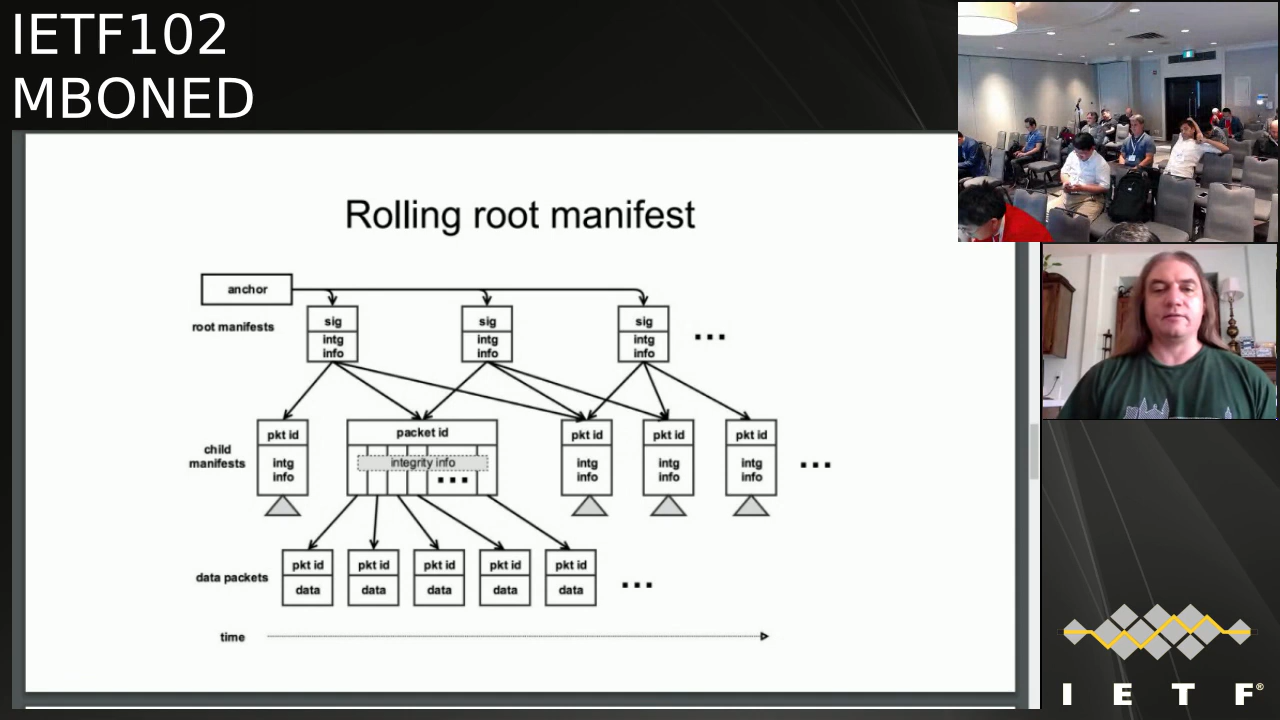 IETF102
MBONED
Rolling root manifest
anchor
root manifests
sig
intg
info
sig
intg
info
sig
intg
info
...
child
manifests
pkt id
intg
info
packet id
integrity info
...
pkt id
intg
info
pkt id
intg
info
pkt id
intg
info
...
data packets
pkt id
data
pkt id
data
pkt id
data
pkt id
data
pkt id
data
...
time
I E T F®